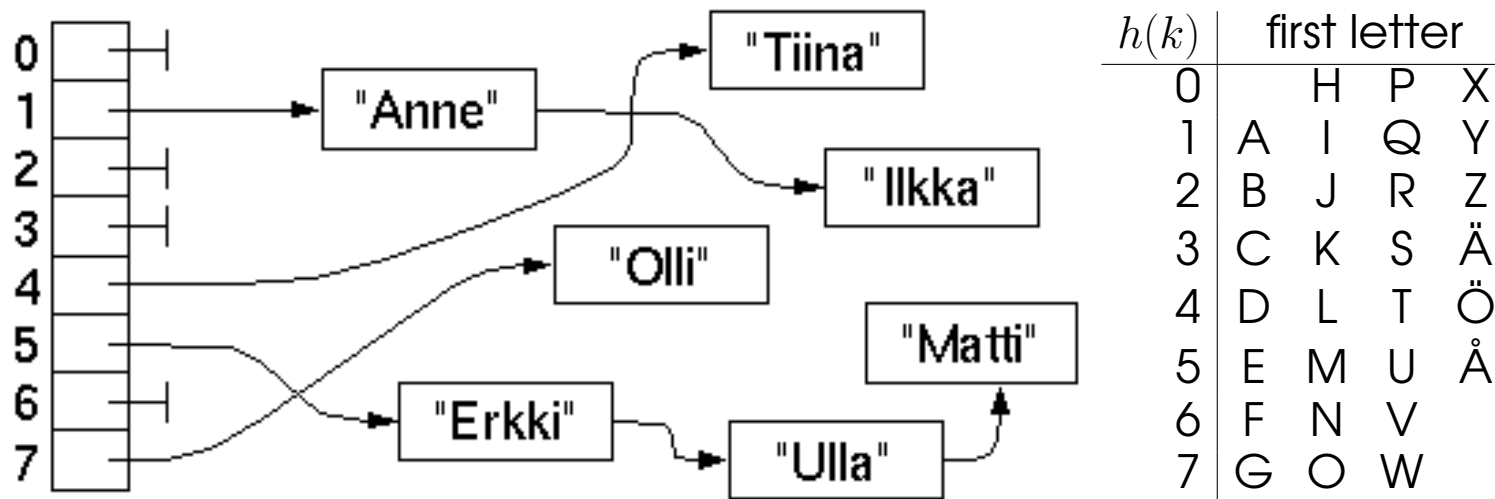 0
1
2
3
4
5
6
7
"Tiina"
"Anne"
"Ilkka"
"Olli"
"Matti"
"Erkki"
"Ulla"
h(k) first letter
0 H P X
1 A I Q Y
2 B J R Z
3 C K S Ä
4 D L T Ö
5 E M U Å
6 F N V
7 G O W